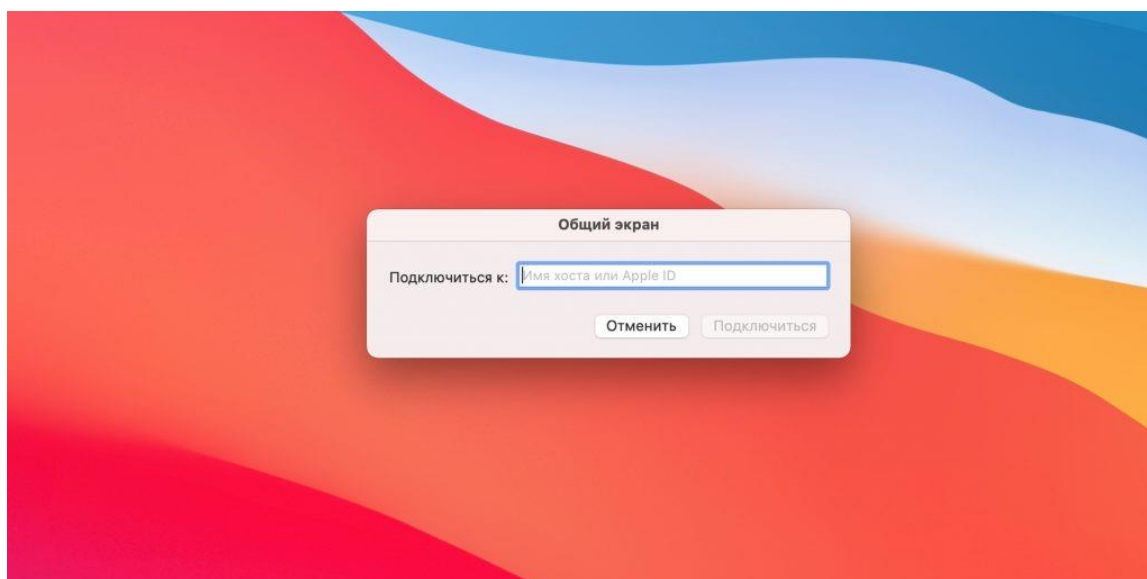 Общий экран
Подключиться к: Имя хоста или Apple ID
Отменить Подключиться